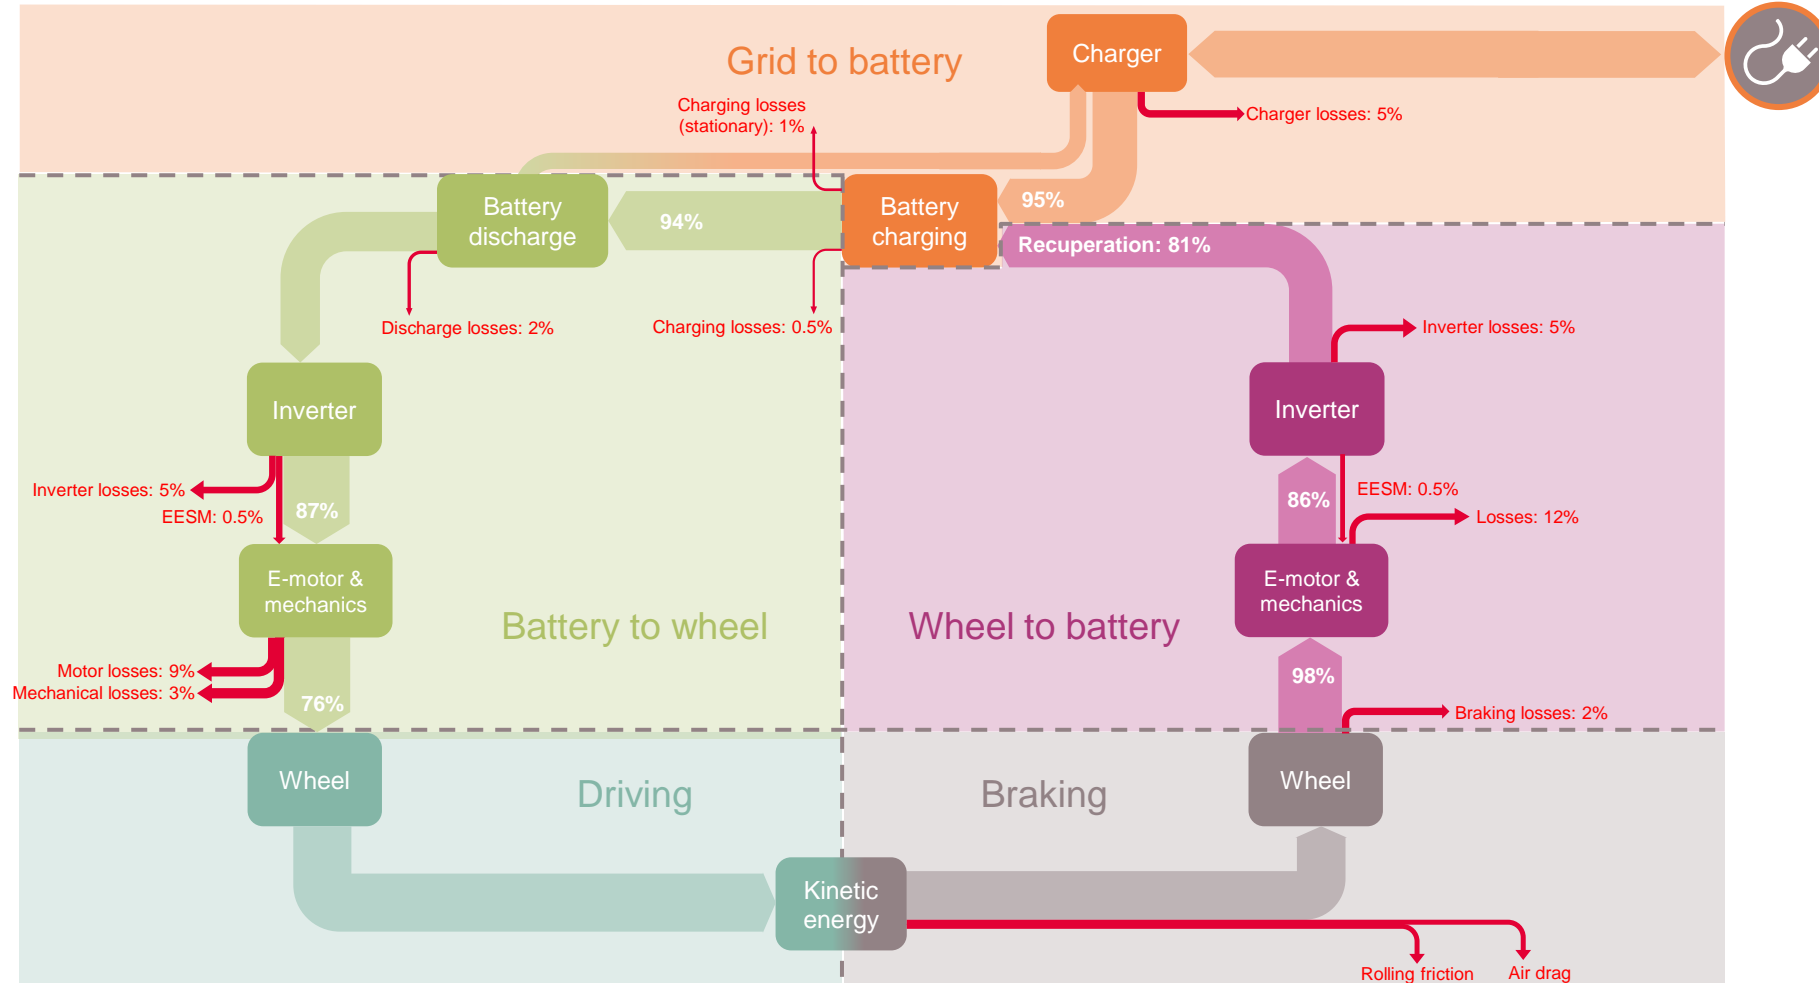 Grid to battery
Charger
Charging losses
(stationary): 1%
Charger losses: 5%
Battery
discharge
94%
Battery
charging
95%
Recuperation: 81%
Discharge losses: 2%
Charging losses: 0.5%
Inverter losses: 5%
Inverter
Inverter
Inverter losses: 5%
EESM: 0.5%
87%
86%
EESM: 0.5%
Losses: 12%
E-motor &
mechanics
E-motor &
mechanics
Battery to wheel
Wheel to battery
Motor losses: 9%
Mechanical losses: 3%
76%
98%
Braking losses: 2%
Wheel
Driving
Braking
Wheel
Kinetic
energy
Rolling friction
Air drag